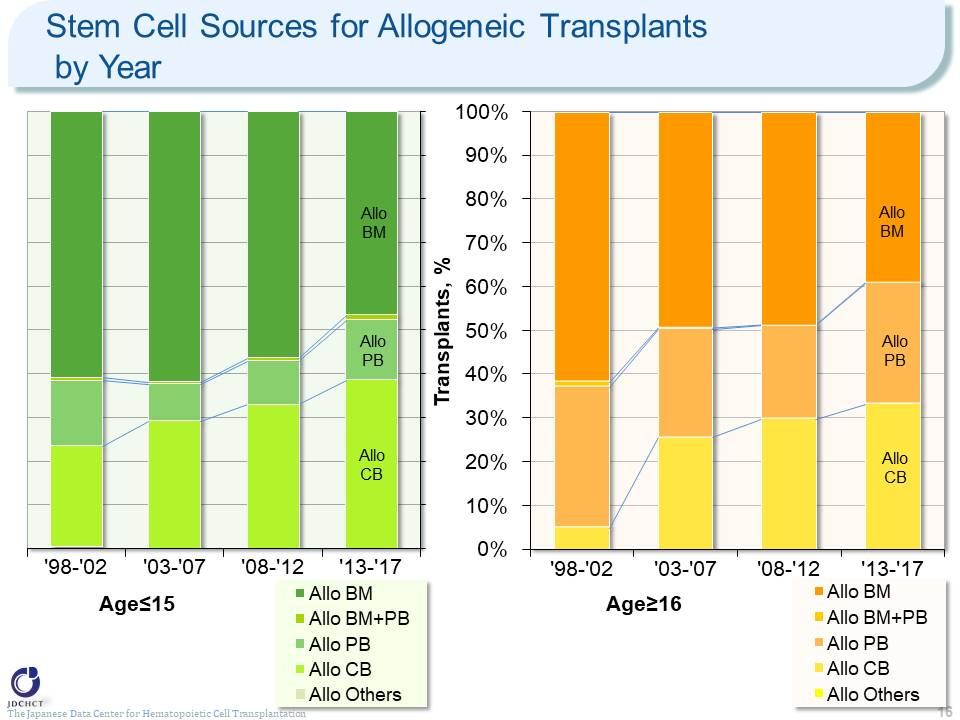 Stem Cell Sources for Allogeneic Transplants
by Year
Allo
BM
Allo
PB
Allo
CB
'98-'02 '03-'07 '08-'12 '13-'17
Age≤15
Allo BM
Allo BM+PB
Allo PB
Allo CB
Allo Others
Transplants, %
100%
90%
80%
70%
60%
50%
40%
30%
20%
10%
0%
Allo
BM
Allo
PB
Allo
CB
'98-'02 '03-'07 '08-'12 '13-'17
Age≥16
Allo BM
Allo BM+PB
Allo PB
Allo CB
Allo Others
JDCHCT
The Japanese Data Center for Hematopoietic Cell Transplantation
16